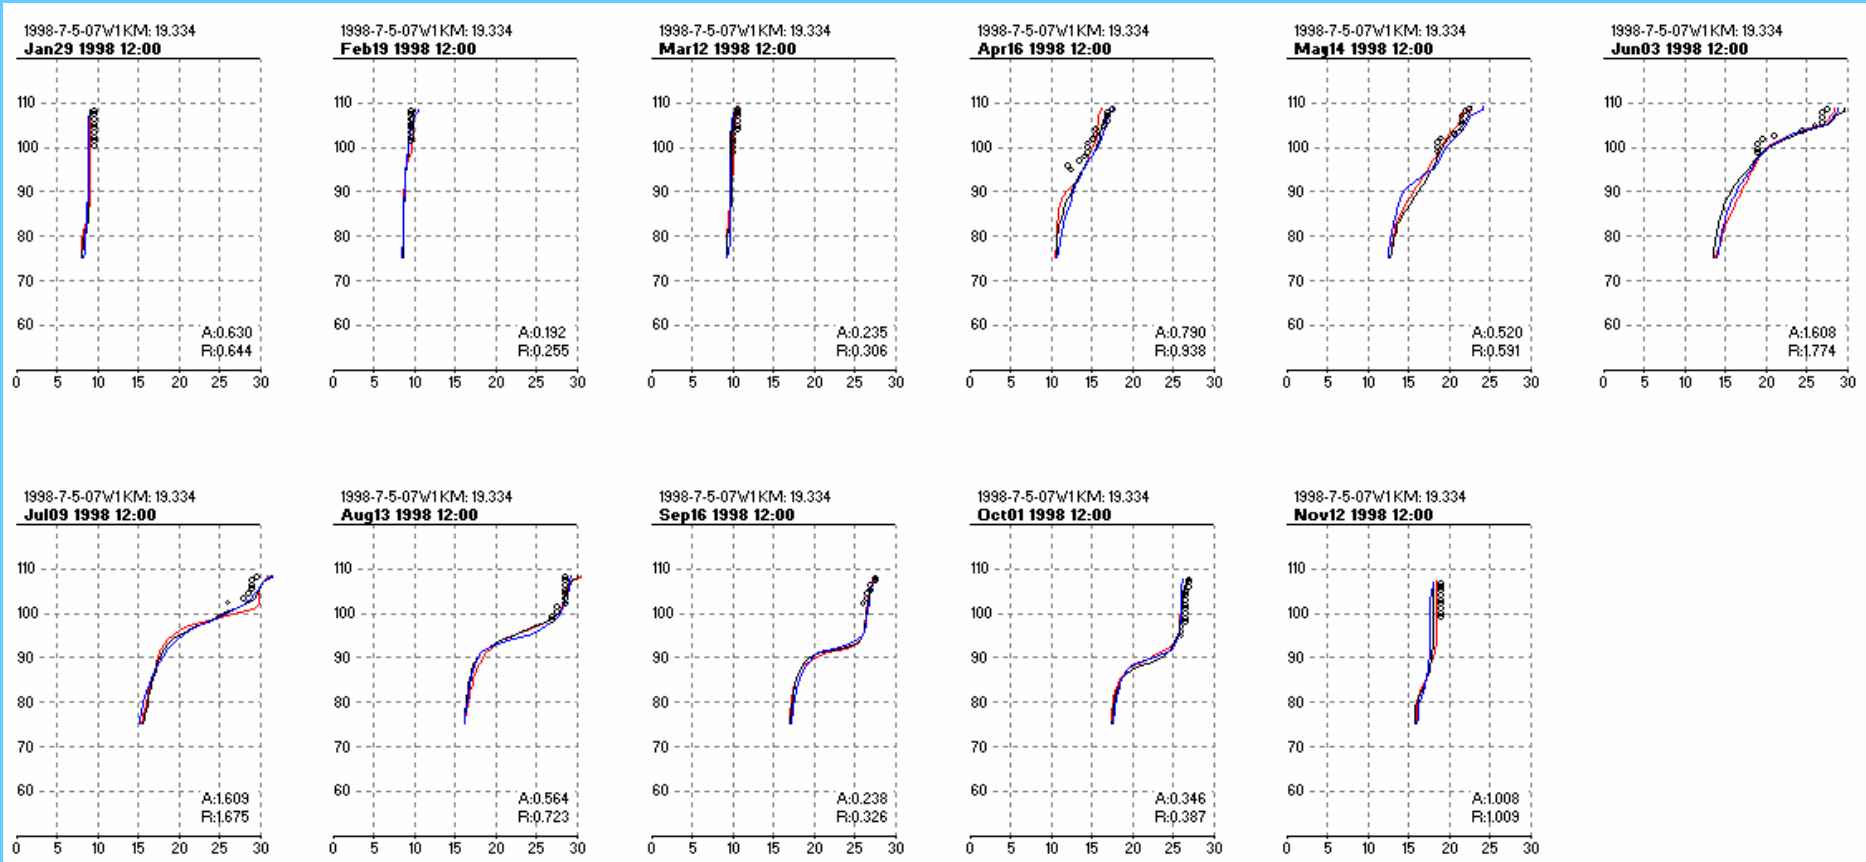 1998-7-5-07W1 KM: 19.334
Jan29 1998 12:00
110
100
90
80
70
60
A:0.630
R:0.644
0 5 10 15 20 25 30
1998-7-5-07W1 KM: 19.334
Feb19 1998 12:00
110
100
90
80
70
60
A:0.192
R:0.255
0 5 10 15 20 25 30
1998-7-5-07W1 KM: 19.334
Mar12 1998 12:00
110
100
90
80
70
60
A:0.235
R:0.306
0 5 10 15 20 25 30
1998-7-5-07W1 KM: 19.334
Apr16 1998 12:00
110
100
90
80
70
60
A:0.790
R:0.938
0 5 10 15 20 25 30
1998-7-5-07W1 KM: 19.334
May14 1998 12:00
110
100
90
80
70
60
A:0.520
R:0.591
0 5 10 15 20 25 30
1998-7-5-07W1 KM: 19.334
Jun03 1998 12:00
110
100
90
80
70
60
A:1.608
R:1.774
0 5 10 15 20 25 30
1998-7-5-07W1 KM: 19.334
Jul09 1998 12:00
110
100
90
80
70
60
A:1.609
R:1.675
0 5 10 15 20 25 30
1998-7-5-07W1 KM: 19.334
Aug13 1998 12:00
110
100
90
80
70
60
A:0.564
R:0.723
0 5 10 15 20 25 30
1998-7-5-07W1 KM: 19.334
Sep16 1998 12:00
110
100
90
80
70
60
A:0.238
R:0.326
0 5 10 15 20 25 30
1998-7-5-07W1 KM: 19.334
Oct01 1998 12:00
110
100
90
80
70
60
A:0.346
R:0.387
0 5 10 15 20 25 30
1998-7-5-07W1 KM: 19.334
Nov12 1998 12:00
110
100
90
80
70
60
A:1.008
R:1.009
0 5 10 15 20 25 30